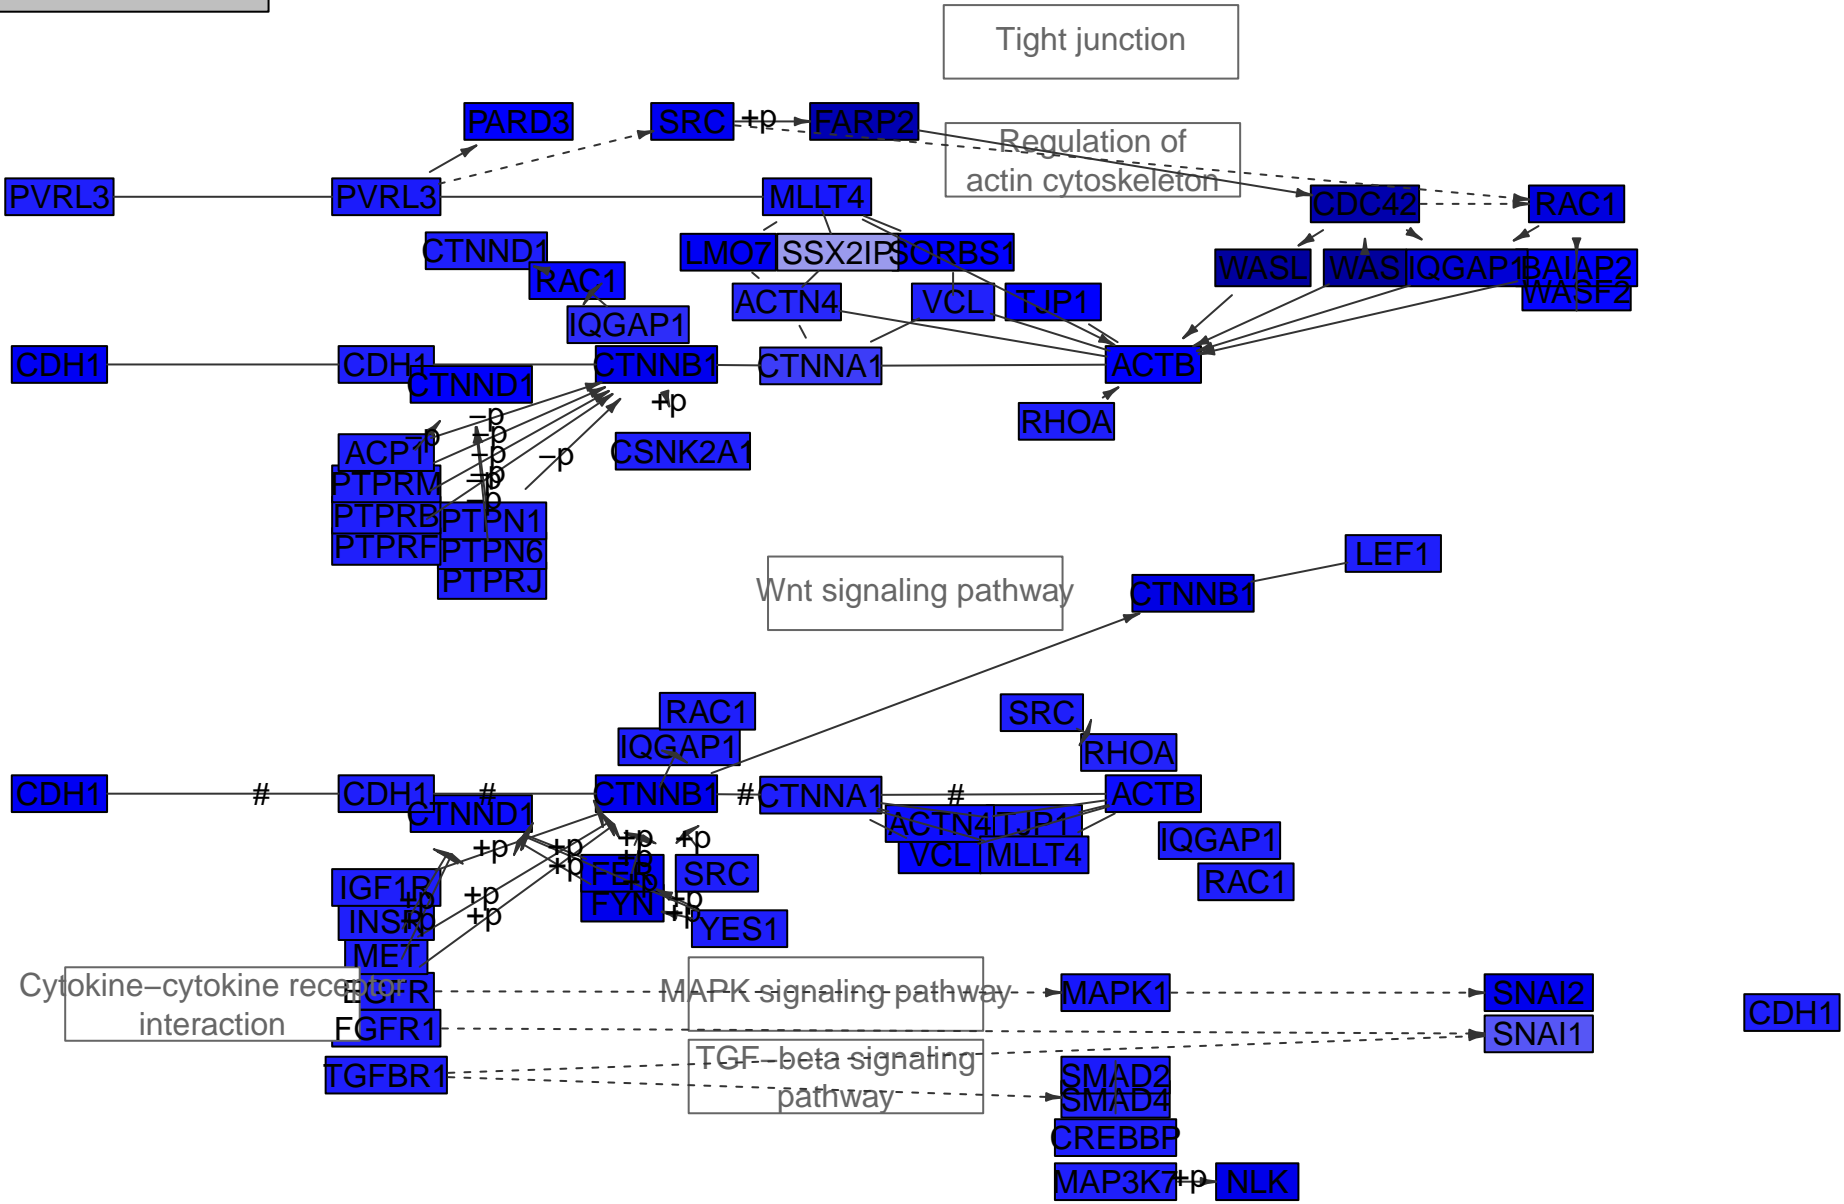 Tight junction
PARD3
SRC
+p
FARP2
Regulation of
actin cytoskeleton
PVRL3
PVRL3
MLLT4
CDC42
RAC1
CTNND1
RAC1
LMO7
SSX2IP
SORBS1
WASL
WAS
IQGAP1
BAIAP2
WASF2
IQGAP1
ACTN4
VCL
TJP1
CDH1
CDH1
CTNND1
CTNNB1
CTNNA1
ACTB
+p
RHOA
–p
–p
–p
–p
–p
–p
–p
–p
ACP1
CSNK2A1
PTPRM
PTPRB
PTPN1
PTPRF
PTPN6
PTPRJ
LEF1
Wnt signaling pathway
CTNNB1
RAC1
SRC
IQGAP1
RHOA
CDH1
#
CDH1
#
CTNNB1
#
CTNNA1
#
ACTB
CTNND1
ACTN4
TJP1
VCL
MLLT4
IQGAP1
RAC1
+p
+p
+p
+p
+p
+p
+p
FER
SRC
IGF1R
+p
+p
+p
+p
INSR
+p
+p
FYN
YES1
MET
Cytokine–cytokine receptor
interaction
EGFR
MAPK signaling pathway
MAPK1
SNAI2
CDH1
FGFR1
SNAI1
TGFBR1
TGF–beta signaling
pathway
SMAD2
SMAD4
CREBBP
MAP3K7
+p
NLK